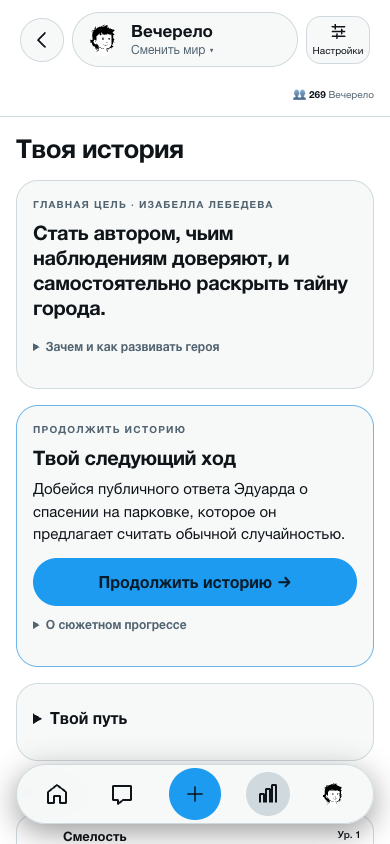 Вечерело
Сменить мир ▾
Настройки
👥 269 Вечерело
Твоя история
ГЛАВНАЯ ЦЕЛЬ · ИЗАБЕЛЛА ЛЕБЕДЕВА
Стать автором, чьим
наблюдениям доверяют, и
самостоятельно раскрыть тайну
города.
▶ Зачем и как развивать героя
ПРОДОЛЖИТЬ ИСТОРИЮ
Твой следующий ход
Добейся публичного ответа Эдуарда о
спасении на парковке, которое он
предлагает считать обычной случайностью.
Продолжить историю →
▶ О сюжетном прогрессе
▶ Твой путь
Смелость
Ур. 1